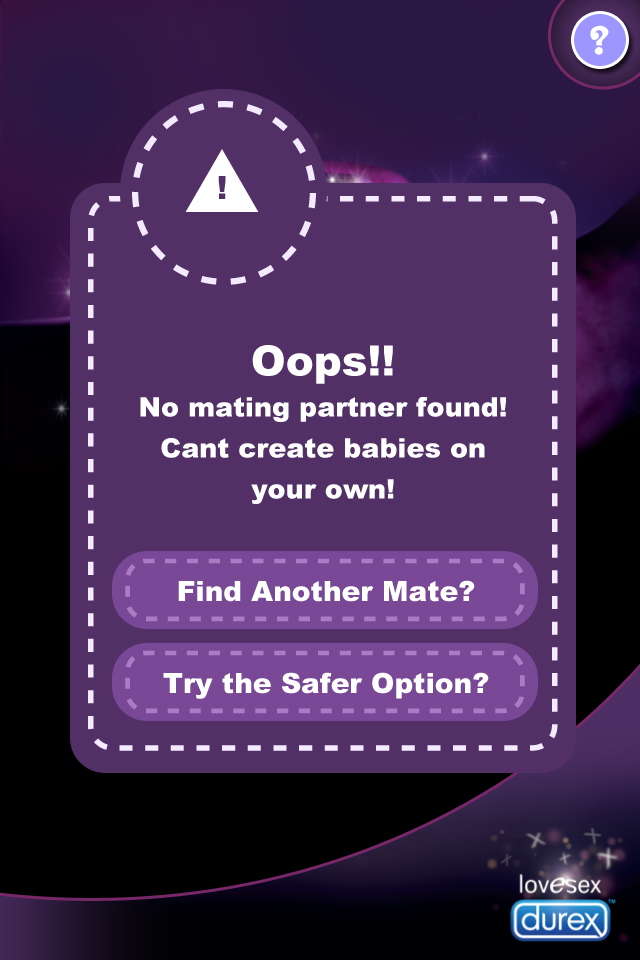 ?
!
Oops!!
No mating partner found!
Cant create babies on
your own!
Find Another Mate?
Try the Safer Option?
lovesex
durex™